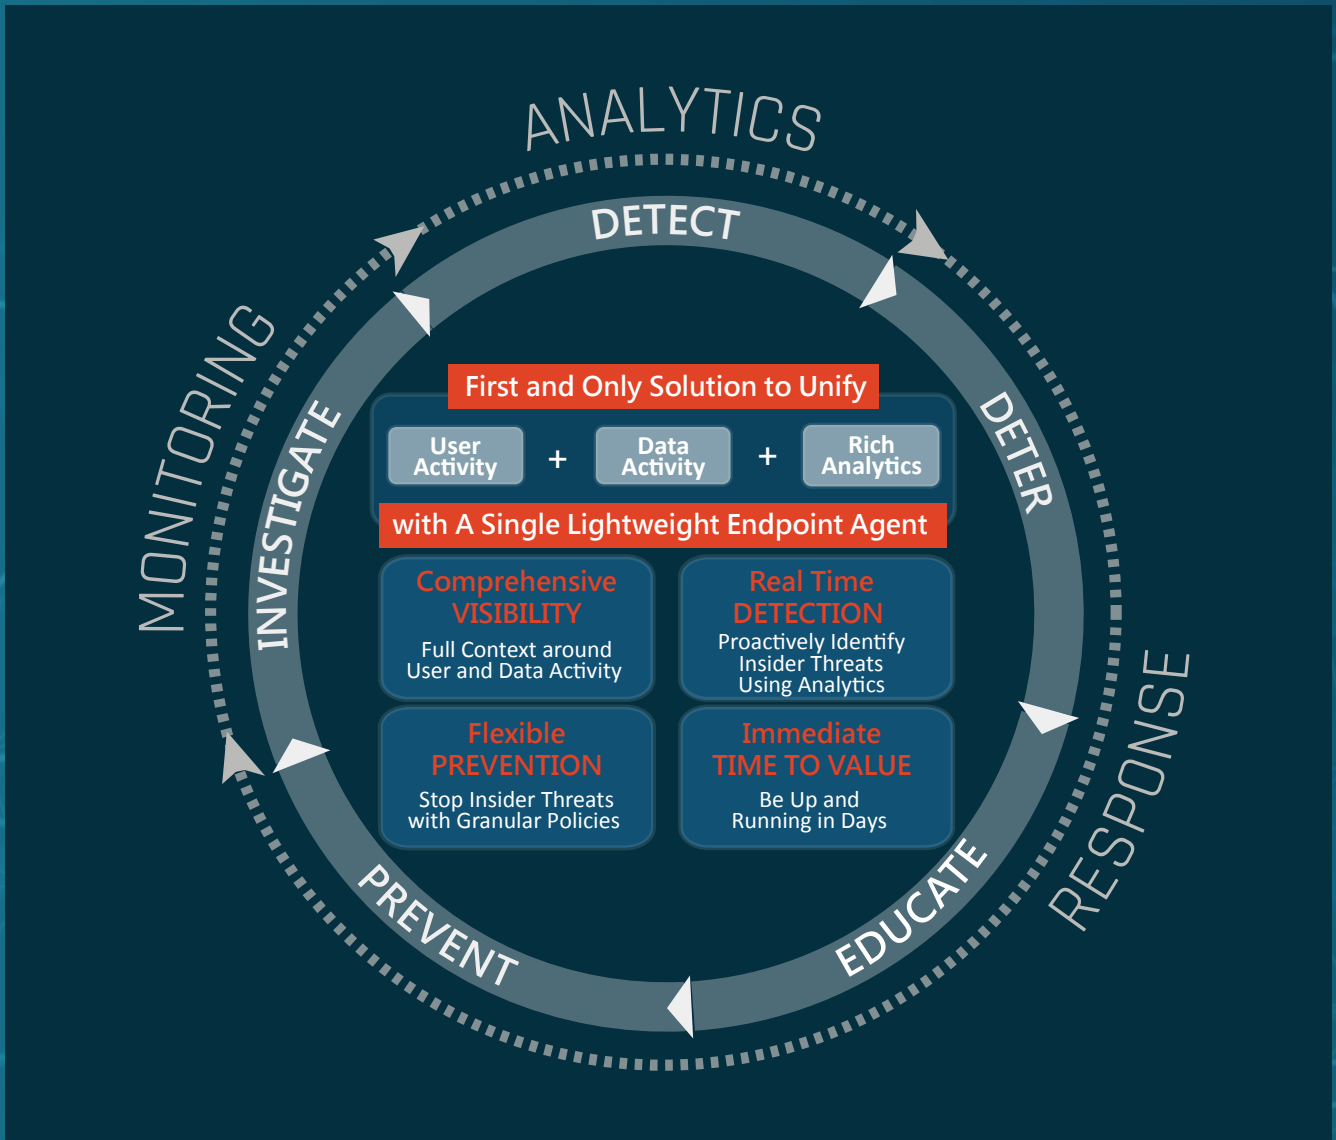 ANALYTICS
DETECT
MONITORING
INVESTIGATE
DETER
First and Only Solution to Unify
User
Activity
+
Data
Activity
+
Rich
Analytics
with A Single Lightweight Endpoint Agent
Comprehensive
VISIBILITY
Full Context around
User and Data Activity
Real Time
DETECTION
Proactively Identify
Insider Threats
Using Analytics
Flexible
PREVENTION
Stop Insider Threats
with Granular Policies
Immediate
TIME TO VALUE
Be Up and
Running in Days
RESPONSE
PREVENT
EDUCATE